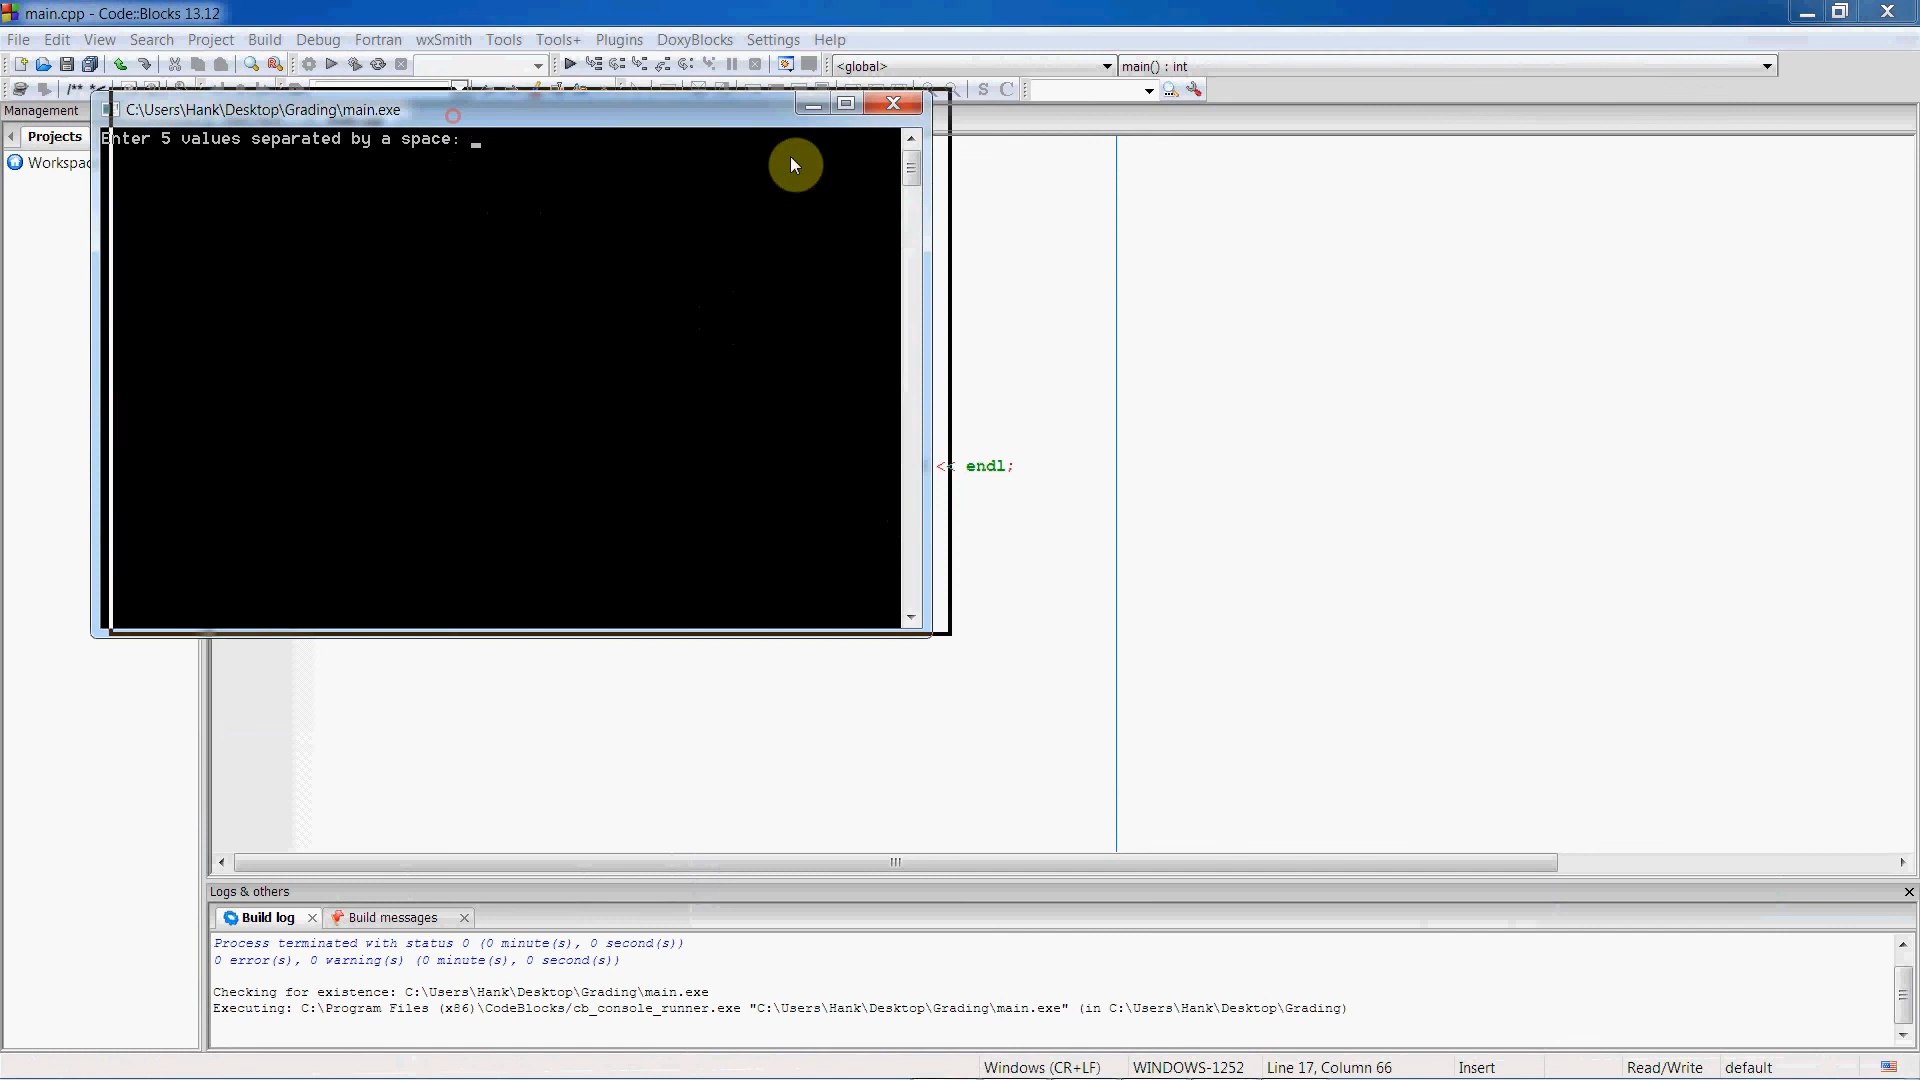 main.cpp - Code::Blocks 13.12
File Edit View Search Project Build Debug Fortran wxSmith Tools Tools+ Plugins DoxyBlocks Settings Help
<global>
main() : int
/**
S C
Management
C:\Users\Hank\Desktop\Grading\main.exe
Projects
Enter 5 values separated by a space:
Workspac
<< endl;
Logs & others
Build log
Build messages
Process terminated with status 0 (0 minute(s), 0 second(s))
0 error(s), 0 warning(s) (0 minute(s), 0 second(s))
Checking for existence: C:\Users\Hank\Desktop\Grading\main.exe
Executing: C:\Program Files (x86)\CodeBlocks/cb_console_runner.exe "C:\Users\Hank\Desktop\Grading\main.exe" (in C:\Users\Hank\Desktop\Grading)
Windows (CR+LF) WINDOWS-1252 Line 17, Column 66 Insert Read/Write default